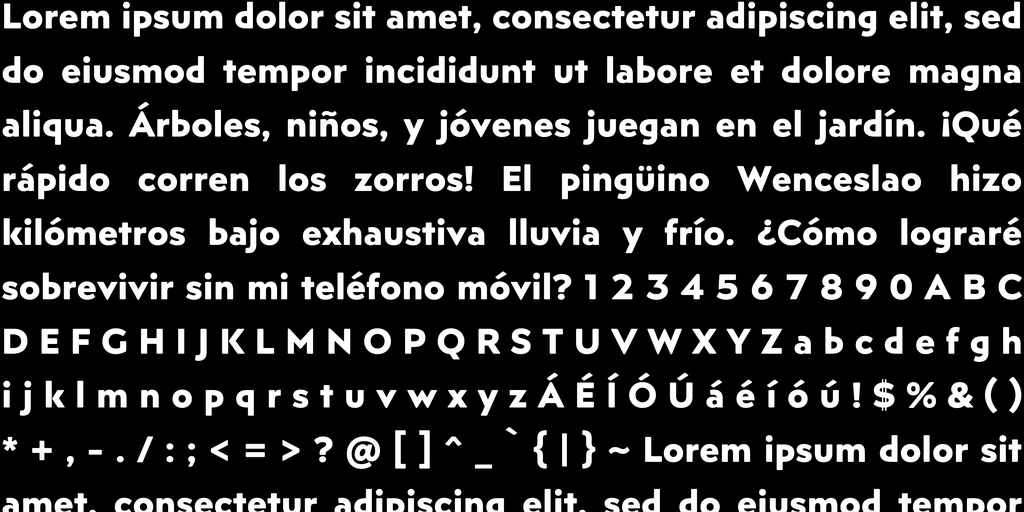 Lorem ipsum dolor sit amet, consectetur adipiscing elit, sed
do eiusmod tempor incididunt ut labore et dolore magna
aliqua. Árboles, niños, y jóvenes juegan en el jardín. ¡Qué
rápido corren los zorros! El pingüino Wenceslao hizo
kilómetros bajo exhaustiva lluvia y frío. ¿Cómo lograré
sobrevivir sin mi teléfono móvil? 1 2 3 4 5 6 7 8 9 0 A B C
D E F G H I J K L M N O P Q R S T U V W X Y Z a b c d e f g h
i j k l m n o p q r s t u v w x y z Á É Í Ó Ú á é í ó ú ! $ % & ( )
* + , - . / : ; < = > ? @ [ ] ^ _ ` { | } ~ Lorem ipsum dolor sit
amet, consectetur adipiscing elit, sed do eiusmod tempor